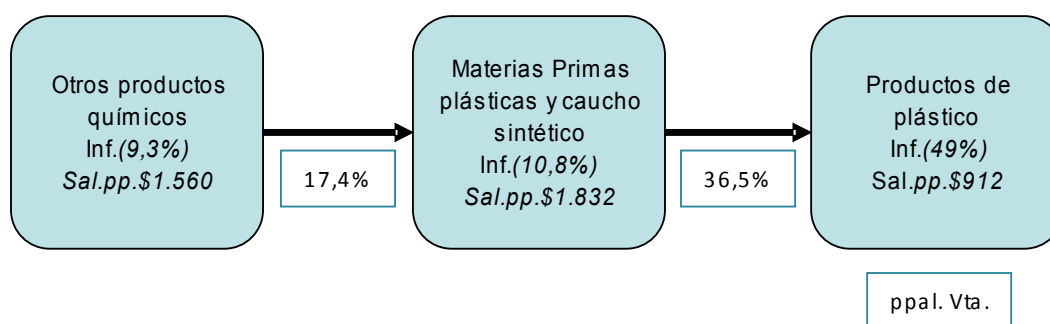 Otros productos
químicos
Inf.(9,3%)
Sal.pp.$1.560
17,4%
Materias Primas
plásticas y caucho
sintético
Inf.(10,8%)
Sal.pp.$1.832
36,5%
Productos de
plástico
Inf.(49%)
Sal.pp.$912
ppal. Vta.